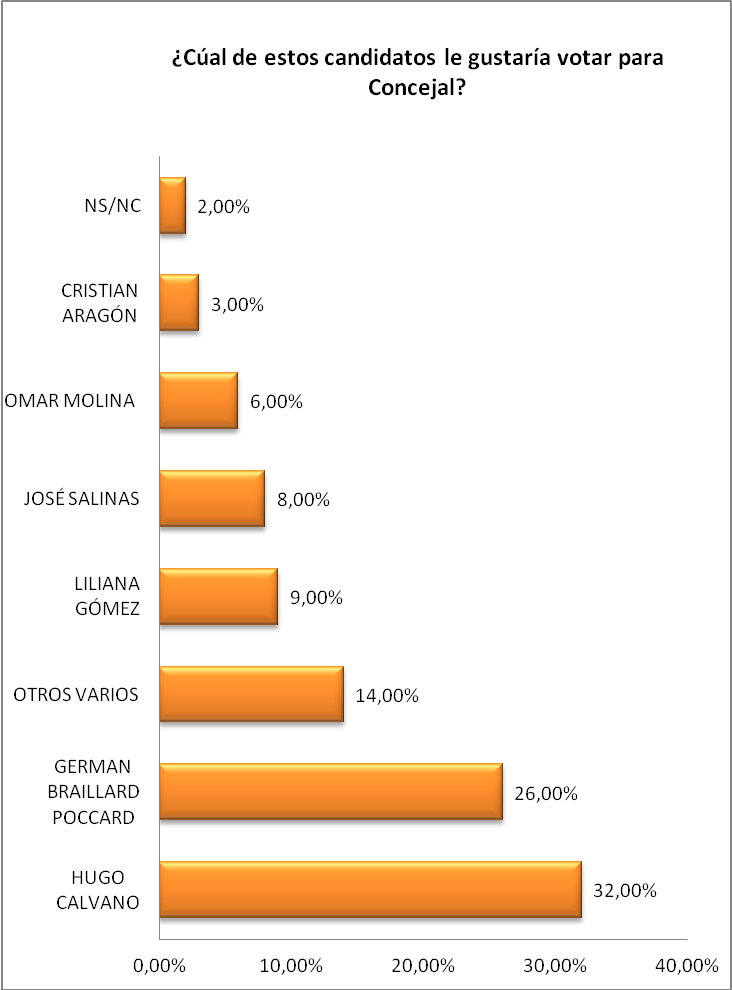 ¿Cúal de estos candidatos le gustaría votar para
Concejal?
NS/NC
2,00%
CRISTIAN
ARAGÓN
3,00%
OMAR MOLINA
6,00%
JOSÉ SALINAS
8,00%
LILIANA
GÓMEZ
9,00%
OTROS VARIOS
14,00%
GERMAN
BRAILLARD
POCCARD
26,00%
HUGO
CALVANO
32,00%
0,00% 10,00% 20,00% 30,00% 40,00%